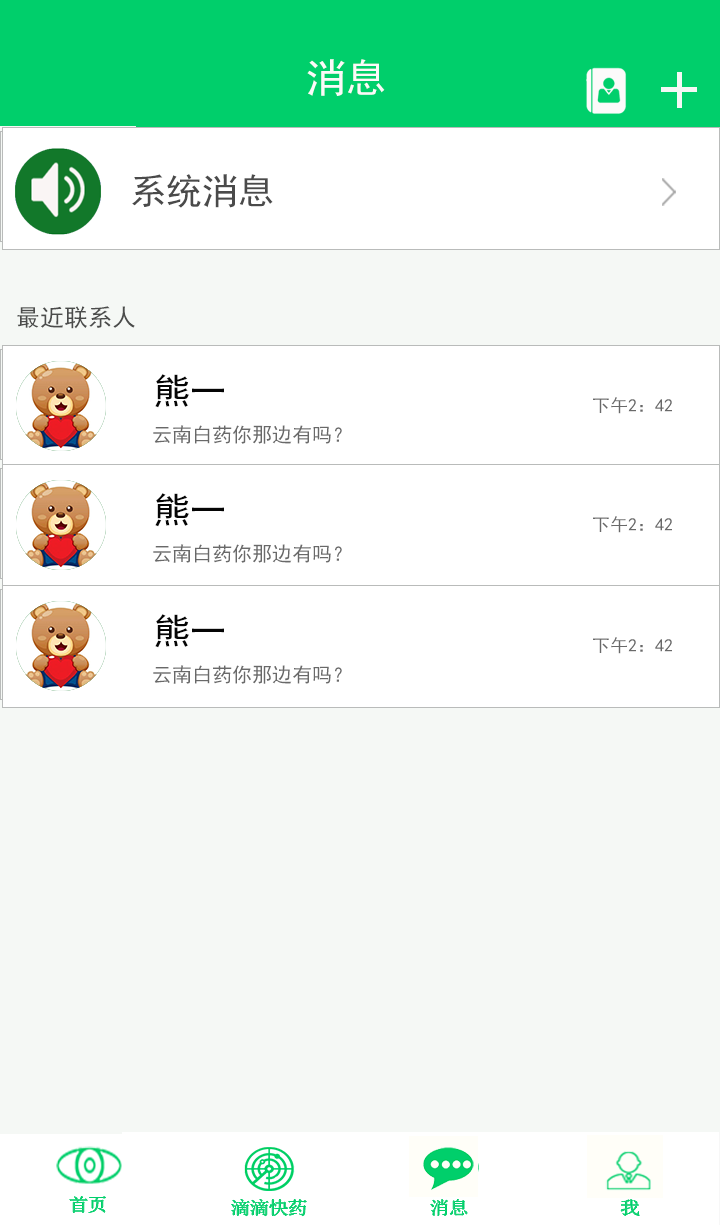 消息
系统消息
最近联系人
熊一
下午2：42
云南白药你那边有吗？
熊一
下午2：42
云南白药你那边有吗？
熊一
下午2：42
云南白药你那边有吗？
首页
滴滴快药
消息
我